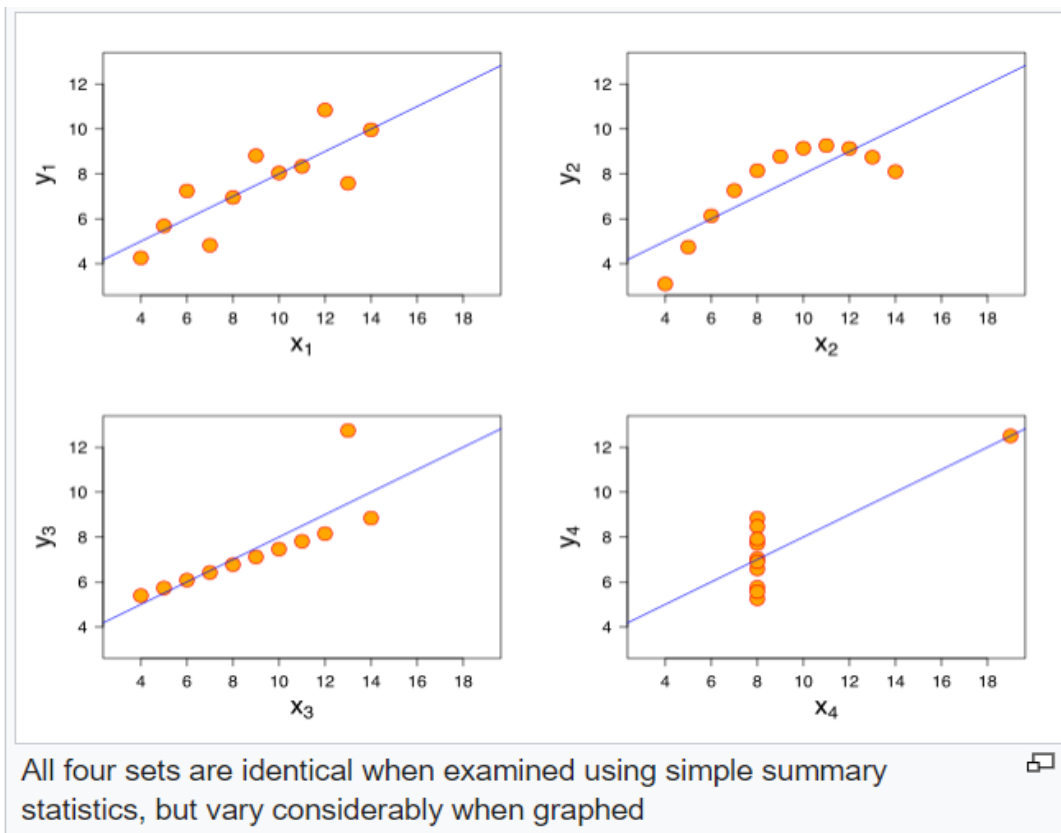 12
10
8
6
4
y₁
4 6 8 10 12 14 16 18
x₁
12
10
8
6
4
y₂
4 6 8 10 12 14 16 18
x₂
12
10
8
6
4
y₃
4 6 8 10 12 14 16 18
x₃
12
10
8
6
4
y₄
4 6 8 10 12 14 16 18
x₄
All four sets are identical when examined using simple summary
statistics, but vary considerably when graphed